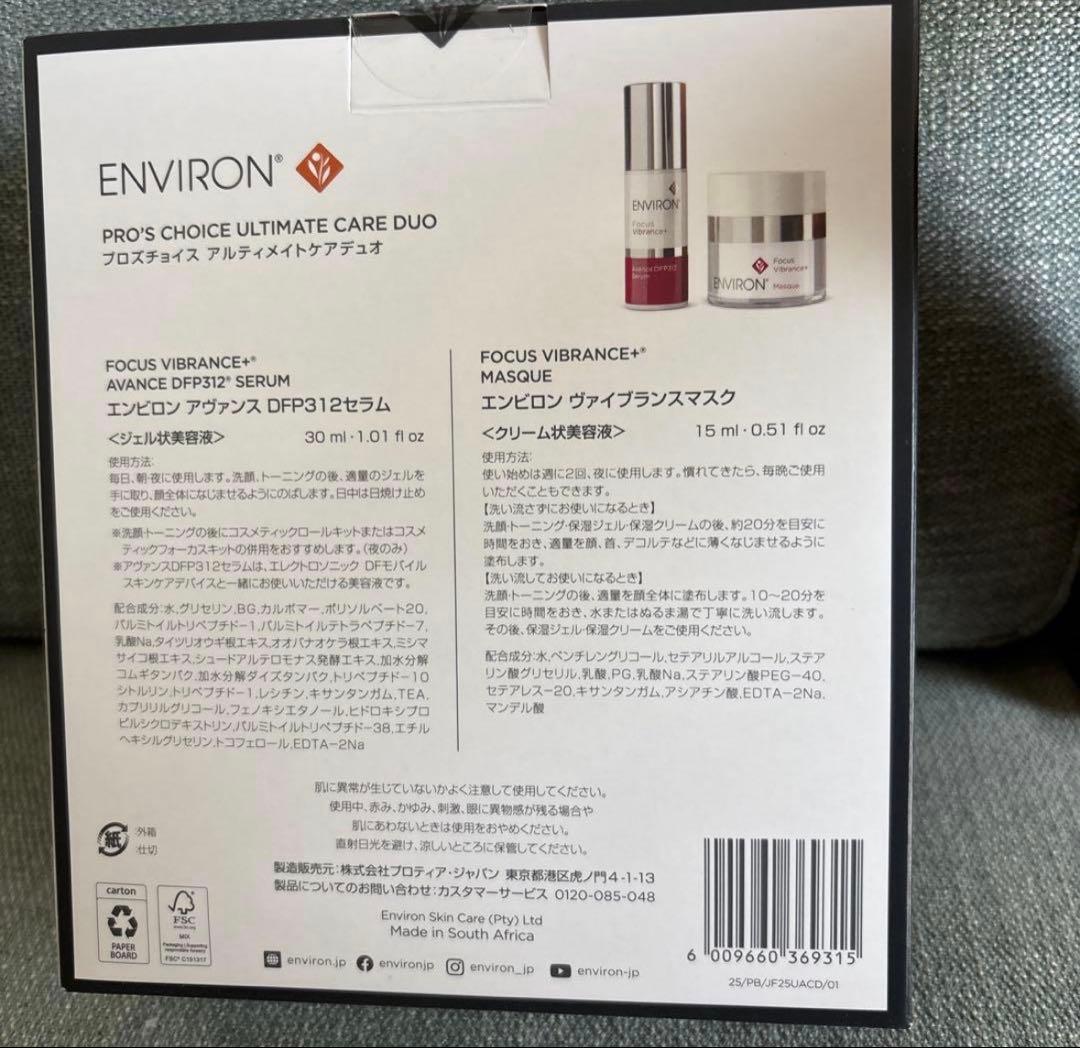 ENVIRON®
PRO'S CHOICE ULTIMATE CARE DUO
プロズチョイス アルティメイトケアデュオ
ENVIRON
Focus
Vibrance+
Avance DFP312
Serum
Focus
Vibrance+
ENVIRON
Masque
FOCUS VIBRANCE+®
AVANCE DFP312® SERUM
エンビロン アヴァンス DFP312セラム
<ジェル状美容液> 30 ml・1.01 fl oz
使用方法:
毎日、朝・夜に使用します。洗顔、トーニングの後、適量のジェルを
手に取り、顔全体になじませるようにのばします。日中は日焼け止め
をご使用ください。
※洗顔・トーニングの後にコスメティックロールキットまたはコスメ
ティックフォーカスキットの併用をおすすめします。(夜のみ)
※アヴァンスDFP312セラムは、エレクトロソニック DFモバイル
スキンケアデバイスと一緒にお使いいただける美容液です。
配合成分:水,グリセリン,BG,カルボマー,ポリソルベート20,
パルミトイルトリペプチド-1,パルミトイルテトラペプチド-7,
乳酸Na,タイツリオウギ根エキス,オオバナオケラ根エキス,ミシマ
サイコ根エキス,シュードアルテロモナス発酵エキス,加水分解
コムギタンパク,加水分解ダイズタンパク,トリペプチド-10
シトルリン,トリペプチド-1,レシチン,キサンタンガム,TEA,
カプリリルグリコール,フェノキシエタノール,ヒドロキシプロ
ピルシクロデキストリン,パルミトイルトリペプチド-38,エチル
ヘキシルグリセリン,トコフェロール,EDTA-2Na
FOCUS VIBRANCE+®
MASQUE
エンビロン ヴァイブランスマスク
<クリーム状美容液> 15 ml・0.51 fl oz
使用方法:
使い始めは週に2回、夜に使用します。慣れてきたら、毎晩ご使用
いただくこともできます。
【洗い流さずにお使いになるとき】
洗顔・トーニング・保湿ジェル・保湿クリームの後、約20分を目安に
時間をおき、適量を顔、首、デコルテなどに薄くなじませるように
塗布します。
【洗い流してお使いになるとき】
洗顔・トーニングの後、適量を顔全体に塗布します。10〜20分を
目安に時間をおき、水またはぬるま湯で丁寧に洗い流します。
その後、保湿ジェル・保湿クリームをご使用ください。
配合成分:水,ペンチレングリコール,セテアリルアルコール,ステア
リン酸グリセリル,乳酸,PG,乳酸Na,ステアリン酸PEG-40,
セテアレス-20,キサンタンガム,アシアチン酸,EDTA-2Na,
マンデル酸
肌に異常が生じていないかよく注意して使用してください。
使用中、赤み、かゆみ、刺激、眼に異物感が残る場合や
肌にあわないときは使用をおやめください。
直射日光を避け、涼しいところに保管してください。
紙 :外箱
:仕切
製造販売元:株式会社プロティア・ジャパン 東京都港区虎ノ門4-1-13
製品についてのお問い合わせ:カスタマーサービス 0120-085-048
Environ Skin Care (Pty) Ltd
Made in South Africa
carton
PAPER
BOARD
FSC
MIX
Packaging | Supporting
responsible forestry
FSC® C151317
environ.jp environjp environ_jp environ-jp
6 009660 369315
25/PB/JF25UACD/01